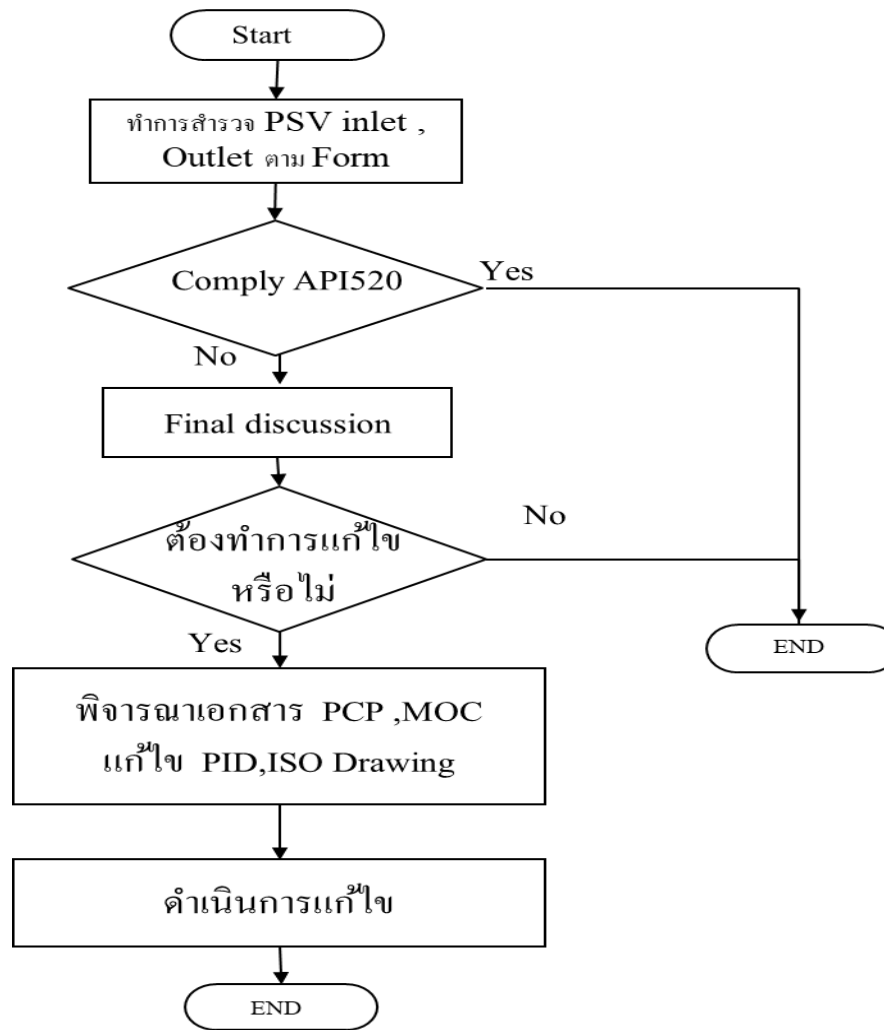 Start
ทำการสำรวจ PSV inlet ,
Outlet ตาม Form
Comply API520
Yes
No
Final discussion
ต้องทำการแก้ไข
หรือไม่
No
Yes
END
พิจารณาเอกสาร PCP ,MOC
แก้ไข PID,ISO Drawing
ดำเนินการแก้ไข
END